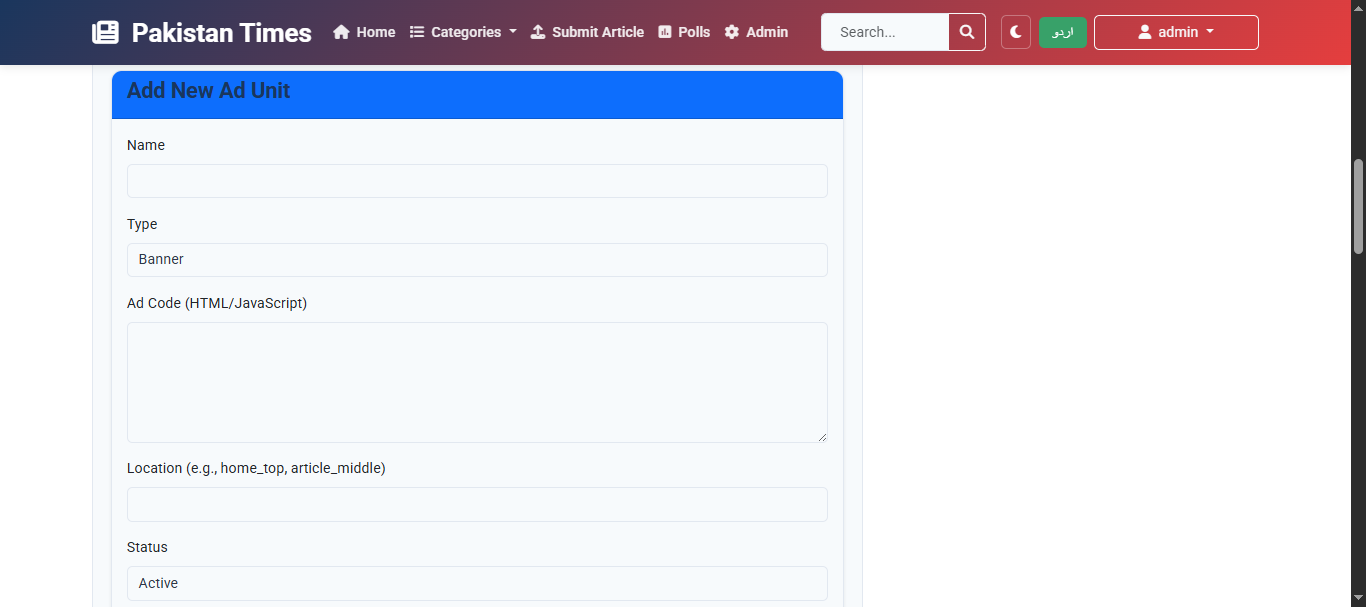 Pakistan Times Home Categories Submit Article Polls Admin Search... اردو admin
Add New Ad Unit
Name
Type
Banner
Ad Code (HTML/JavaScript)
Location (e.g., home_top, article_middle)
Status
Active